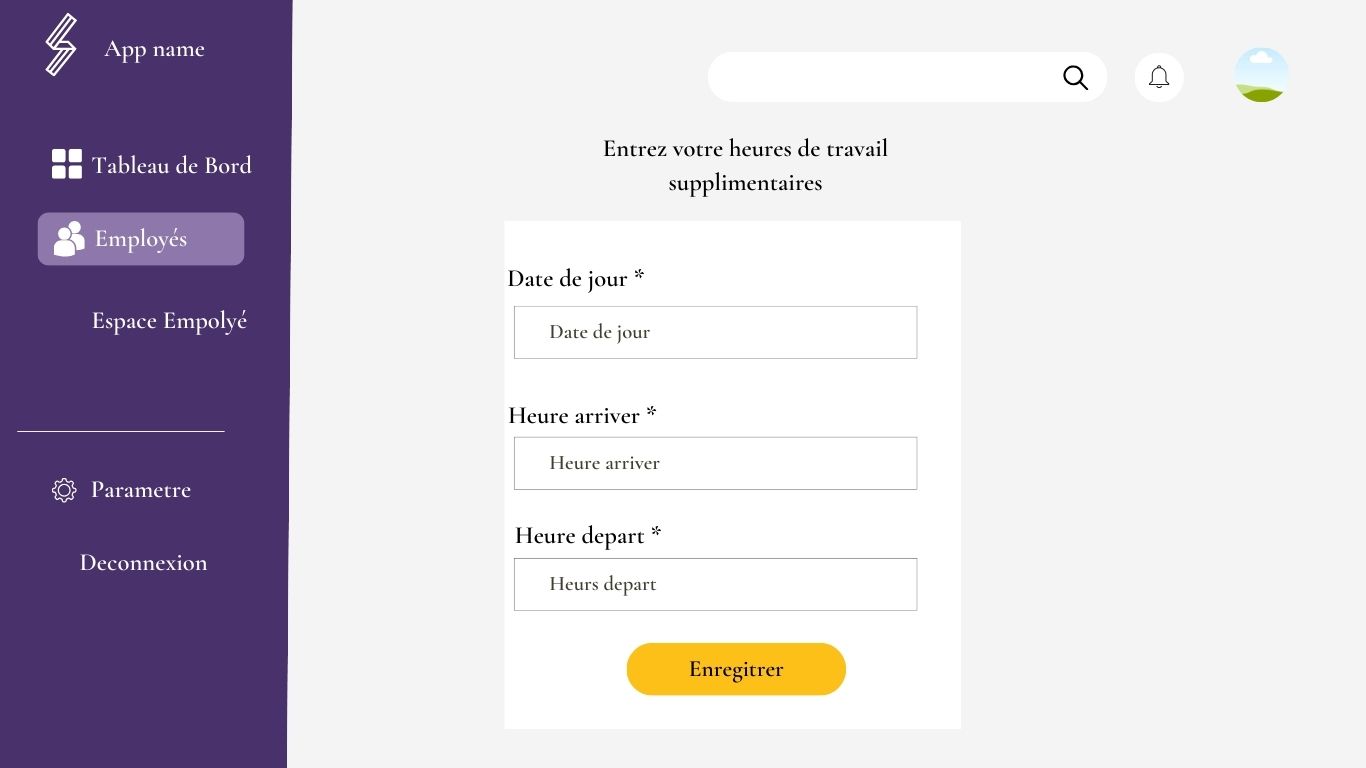 App name
Tableau de Bord
Employés
Espace Empolyé
Parametre
Deconnexion
Entrez votre heures de travail
supplimentaires
Date de jour *
Date de jour
Heure arriver *
Heure arriver
Heure depart *
Heurs depart
Enregitrer